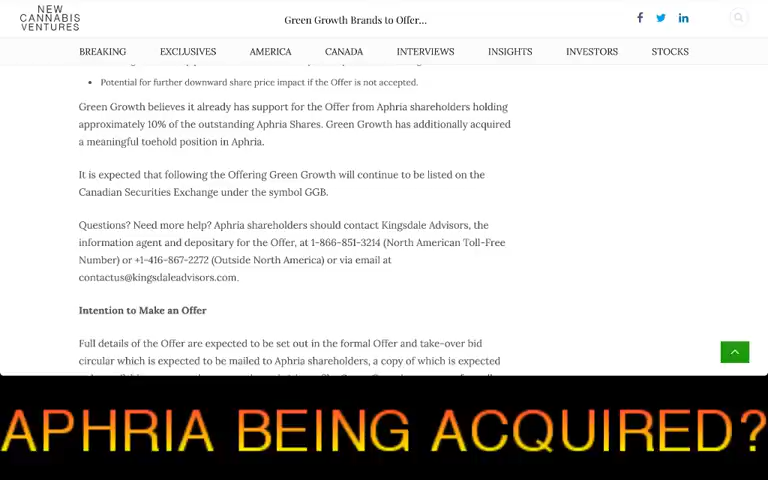 NEW
CANNABIS
VENTURES
Green Growth Brands to Offer...
BREAKING
EXCLUSIVES
AMERICA
CANADA
INTERVIEWS
INSIGHTS
INVESTORS
STOCKS
Potential for further downward share price impact if the Offer is not accepted.
Green Growth believes it already has support for the Offer from Aphria shareholders holding
approximately 10% of the outstanding Aphria Shares. Green Growth has additionally acquired
a meaningful toehold position in Aphria.
It is expected that following the Offering Green Growth will continue to be listed on the
Canadian Securities Exchange under the symbol GGB.
Questions? Need more help? Aphria shareholders should contact Kingsdale Advisors, the
information agent and depositary for the Offer, at 1-866-851-3214 (North American Toll-Free
Number) or +1-416-867-2272 (Outside North America) or via email at
contactus@kingsdaleadvisors.com.
Intention to Make an Offer
Full details of the Offer are expected to be set out in the formal Offer and take-over bid
circular which is expected to be mailed to Aphria shareholders, a copy of which is expected
APHRIA BEING ACQUIRED?